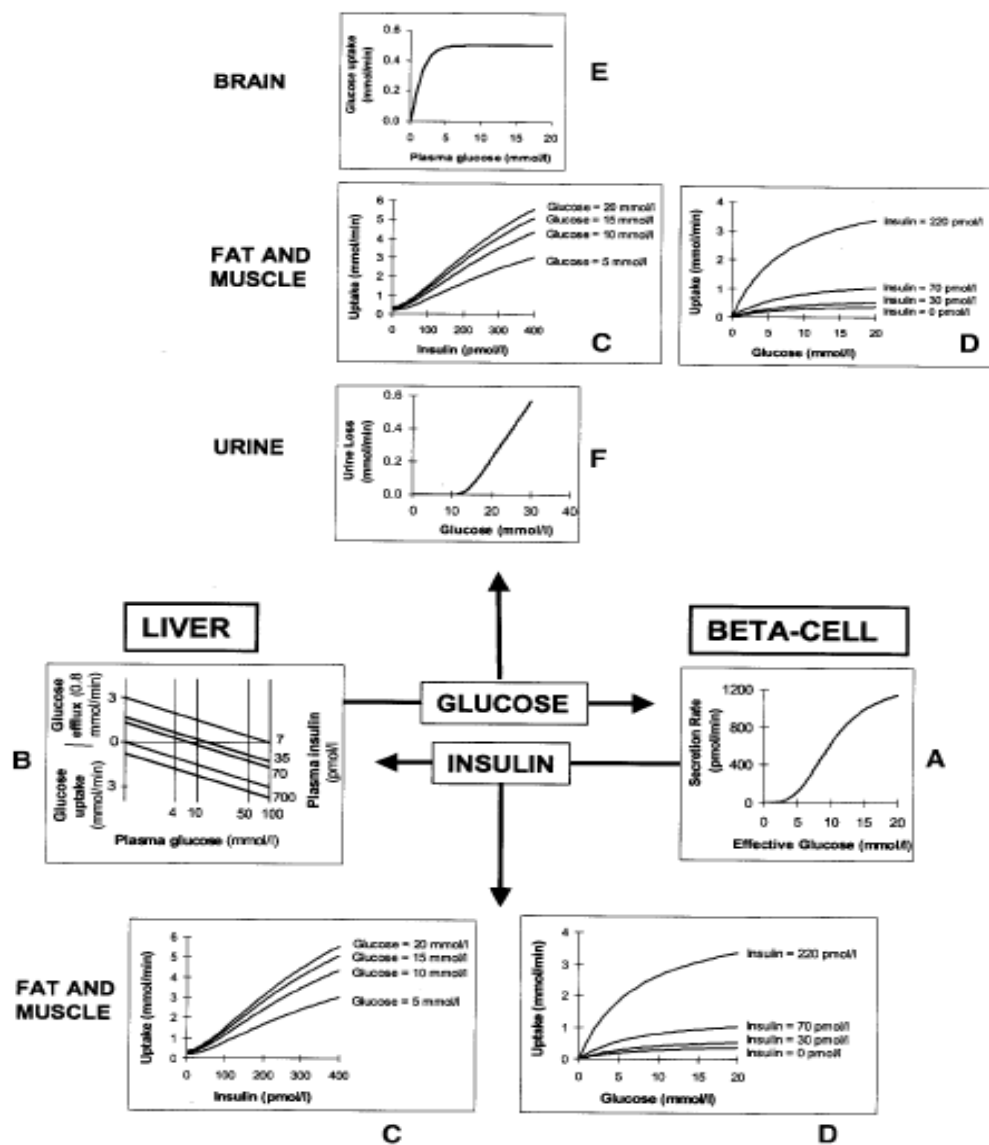 BRAIN
Glucose uptake
(mmol/min)
0.6
0.4
0.2
0.0
0 5 10 15 20
Plasma glucose (mmol/l)
E
FAT AND
MUSCLE
Uptake (mmol/min)
6
5
4
3
2
1
0
0 100 200 300 400
Insulin (pmol/l)
Glucose = 20 mmol/l
Glucose = 15 mmol/l
Glucose = 10 mmol/l
Glucose = 5 mmol/l
C
Uptake (mmol/min)
4
3
2
1
0
0 5 10 15 20
Glucose (mmol/l)
Insulin = 220 pmol/l
Insulin = 70 pmol/l
Insulin = 30 pmol/l
Insulin = 0 pmol/l
D
URINE
Urine Loss
(mmol/min)
0.6
0.4
0.2
0.0
0 10 20 30 40
Glucose (mmol/l)
F
LIVER
BETA-CELL
GLUCOSE
INSULIN
B
Glucose uptake
(mmol/min)
Glucose
efflux (0.8
mmol/min)
3
0
3
4 10 50 100
Plasma glucose (mmol/l)
7
35
70
700
Plasma insulin
(pmol/l)
Secretion Rate
(pmol/min)
1200
800
400
0
0 5 10 15 20
Effective Glucose (mmol/l)
A
FAT AND
MUSCLE
Uptake (mmol/min)
6
5
4
3
2
1
0
0 100 200 300 400
Insulin (pmol/l)
Glucose = 20 mmol/l
Glucose = 15 mmol/l
Glucose = 10 mmol/l
Glucose = 5 mmol/l
C
Uptake (mmol/min)
4
3
2
1
0
0 5 10 15 20
Glucose (mmol/l)
Insulin = 220 pmol/l
Insulin = 70 pmol/l
Insulin = 30 pmol/l
Insulin = 0 pmol/l
D